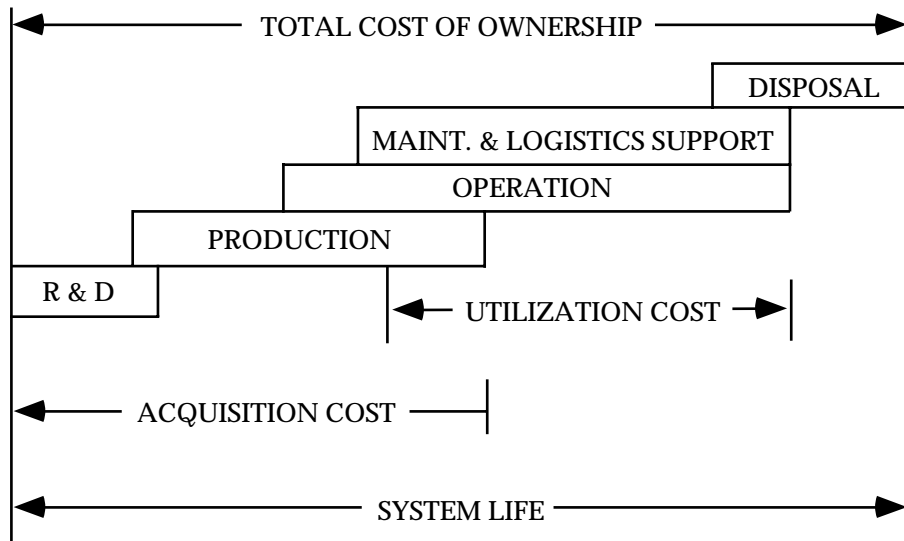 TOTAL COST OF OWNERSHIP
DISPOSAL
MAINT. & LOGISTICS SUPPORT
OPERATION
PRODUCTION
R & D
UTILIZATION COST
ACQUISITION COST
SYSTEM LIFE